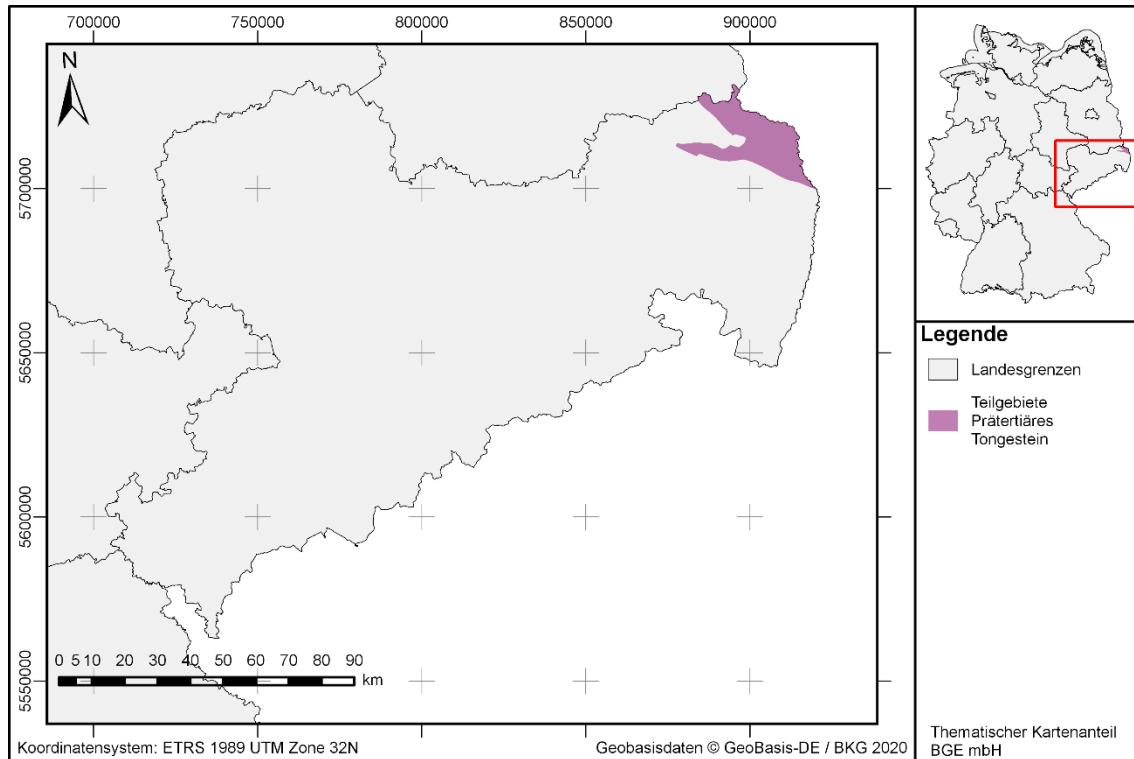 700000 750000 800000 850000 900000
N
5700000
5650000
5600000
5550000
0 5 10 20 30 40 50 60 70 80 90
km
Koordinatensystem: ETRS 1989 UTM Zone 32N
Geobasisdaten © GeoBasis-DE / BKG 2020
Legende
Landesgrenzen
Teilgebiete
Prätertiäres
Tongestein
Thematischer Kartenanteil
BGE mbH